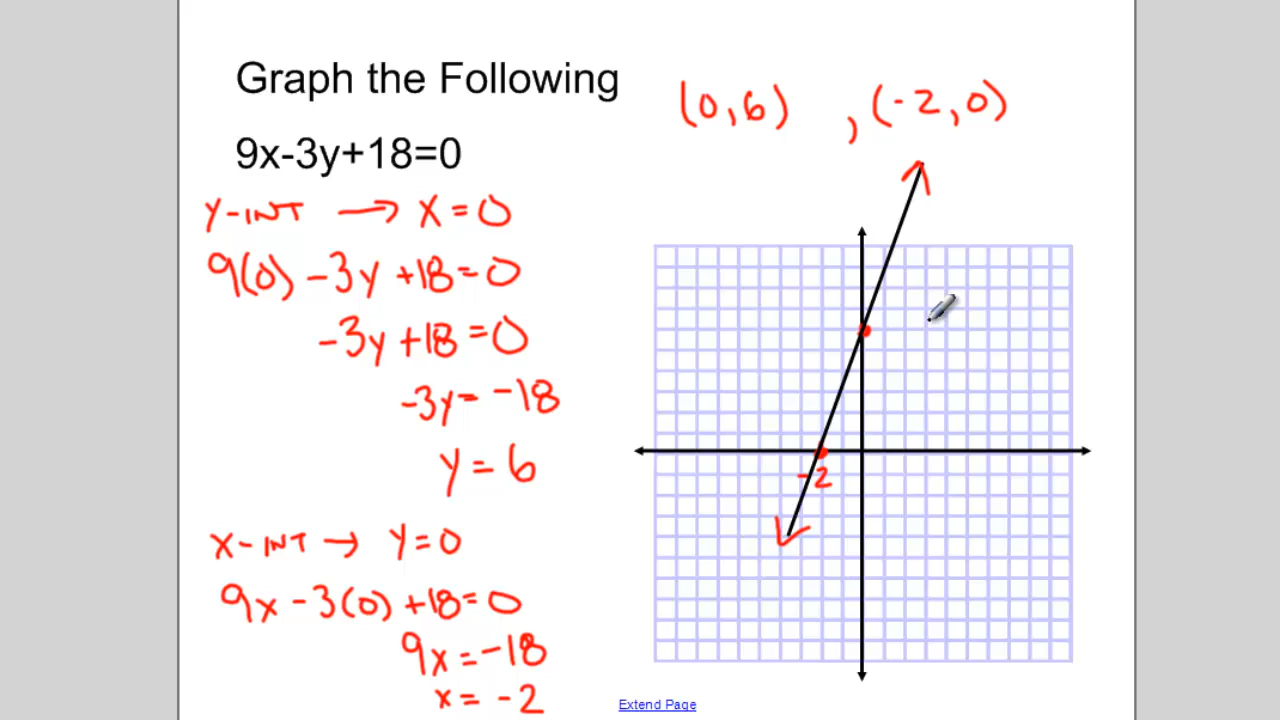 Graph the Following
9x-3y+18=0
(0,6) , (-2,0)
Y-INT → X=0
9(0) -3y +18=0
-3y +18 =0
-3y= -18
y = 6
X-INT → Y=0
9x -3(0) +18=0
9x =-18
x = -2
-2
Extend Page